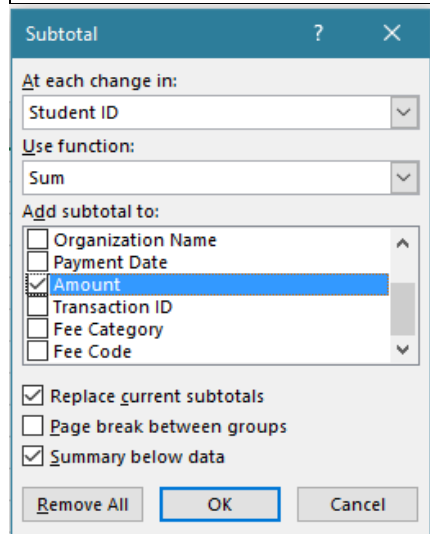 Subtotal ? ×
At each change in:
Student ID
Use function:
Sum
Add subtotal to:
Organization Name
Payment Date
Amount
Transaction ID
Fee Category
Fee Code
Replace current subtotals
Page break between groups
Summary below data
Remove All OK Cancel